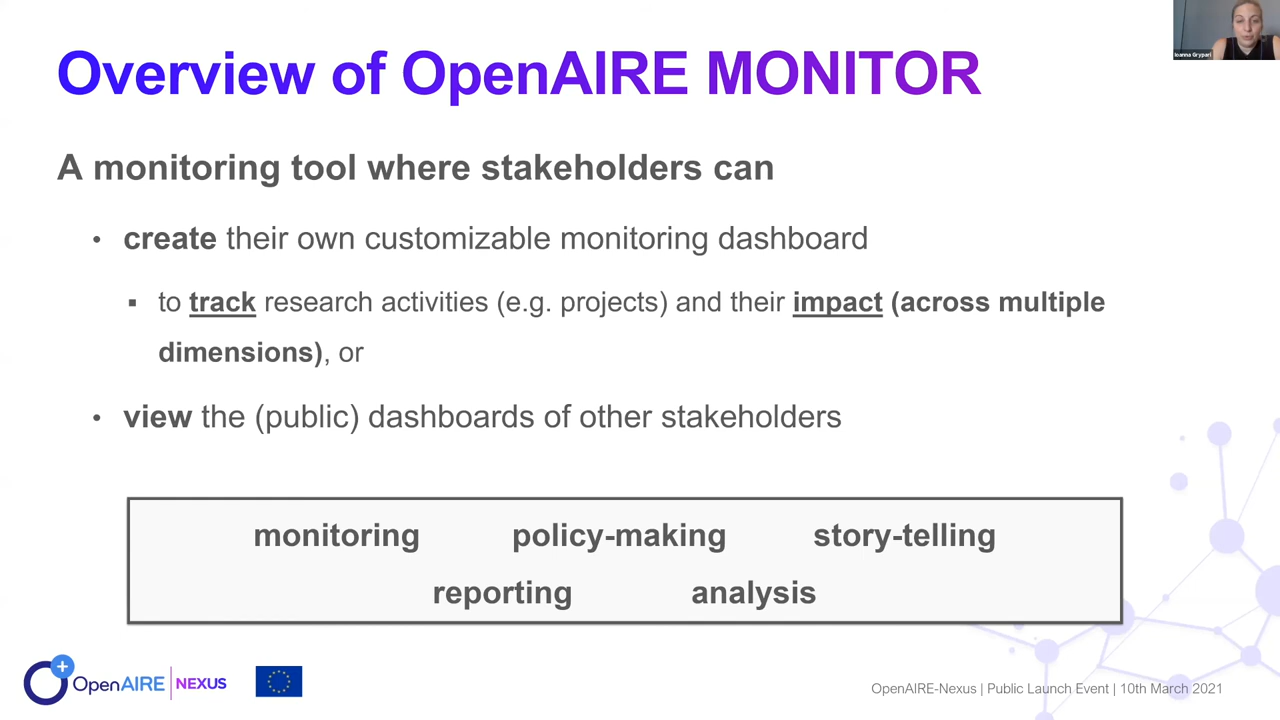 Overview of OpenAIRE MONITOR
Ioanna Grypari
A monitoring tool where stakeholders can
• create their own customizable monitoring dashboard
▪ to track research activities (e.g. projects) and their impact (across multiple
dimensions), or
• view the (public) dashboards of other stakeholders
monitoring policy-making story-telling
reporting analysis
OpenAIRE | NEXUS
OpenAIRE-Nexus | Public Launch Event | 10th March 2021